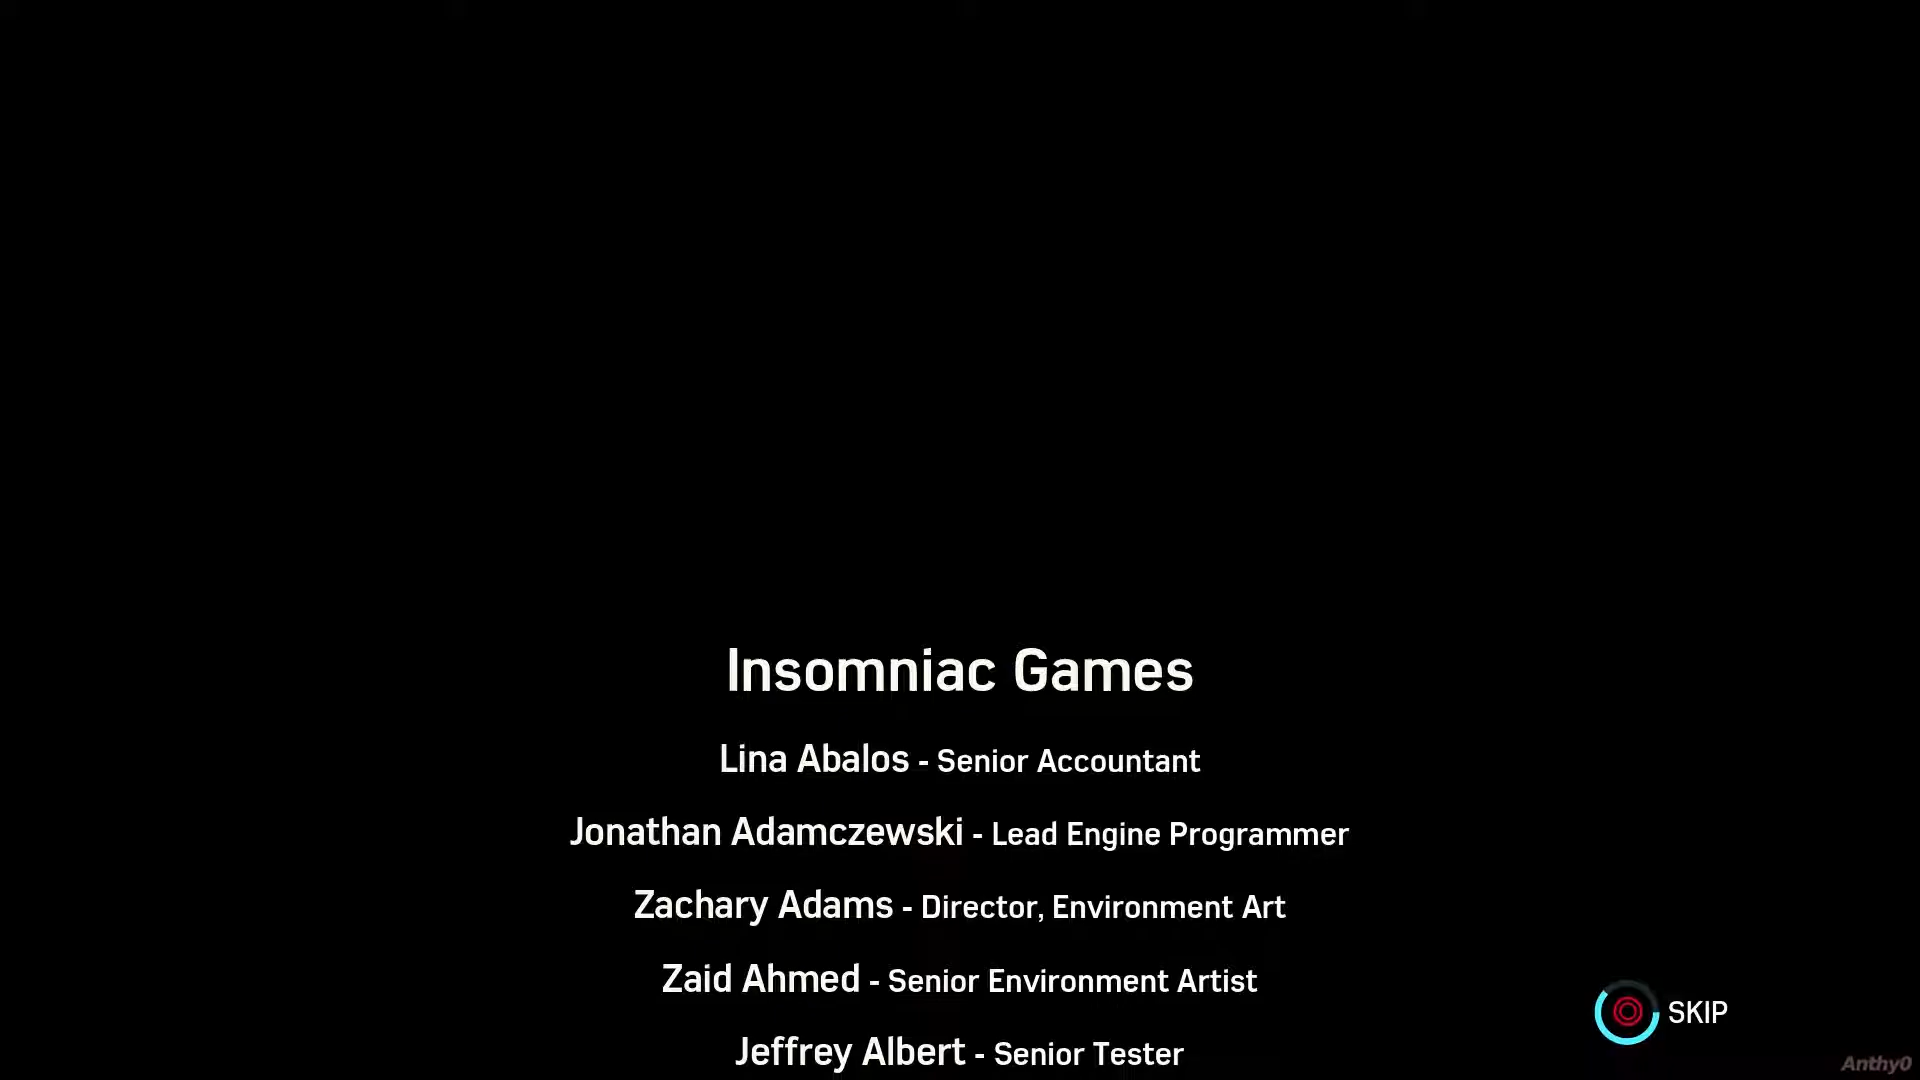 Insomniac Games
Lina Abalos - Senior Accountant
Jonathan Adamczewski - Lead Engine Programmer
Zachary Adams - Director, Environment Art
Zaid Ahmed - Senior Environment Artist
SKIP
Jeffrey Albert - Senior Tester
Anthy0